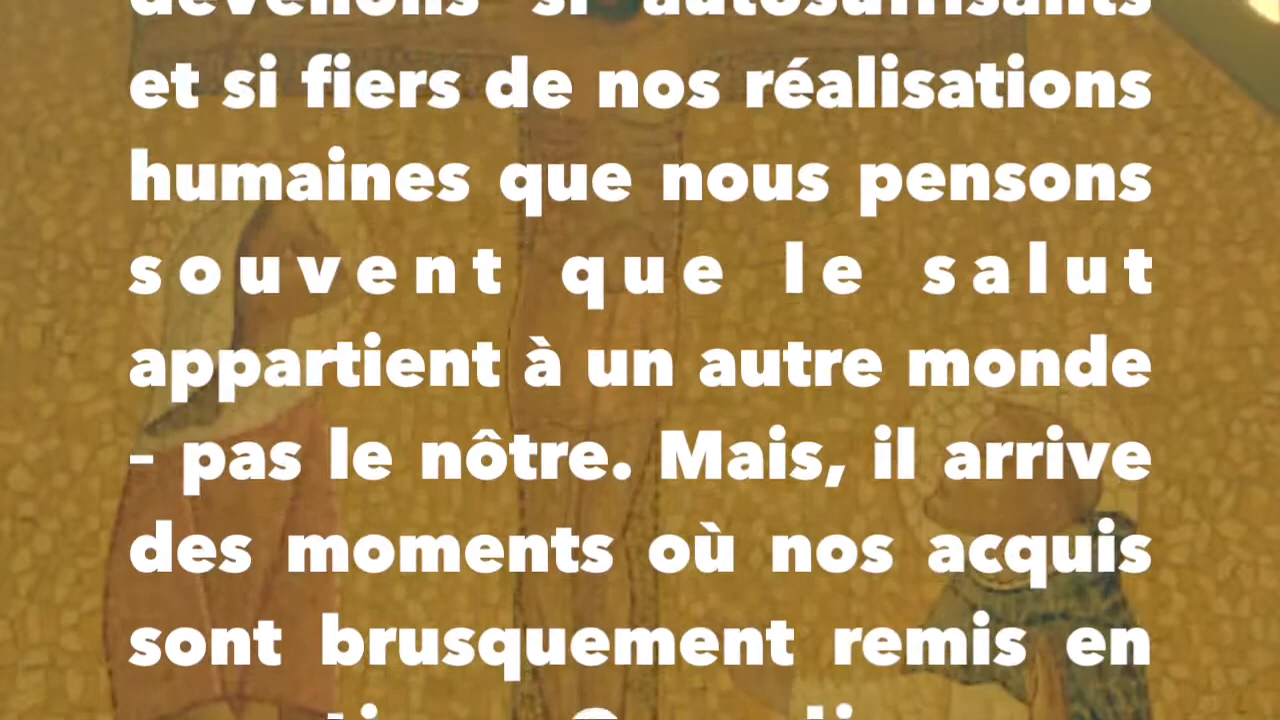 devenons si autosuffisants
et si fiers de nos réalisations
humaines que nous pensons
souvent que le salut
appartient à un autre monde
– pas le nôtre. Mais, il arrive
des moments où nos acquis
sont brusquement remis en